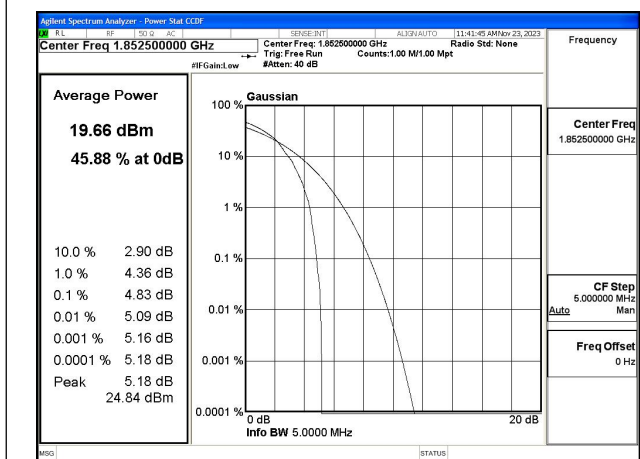 Agilent Spectrum Analyzer - Power Stat CCDF
LXI RL RF 50 Ω AC SENSE:INT ALIGN AUTO 11:41:45 AM Nov 23, 2023
Center Freq 1.852500000 GHz
Center Freq: 1.852500000 GHz Radio Std: None
Trig: Free Run Counts:1.00 M/1.00 Mpt
#IFGain:Low #Atten: 40 dB
Frequency
Average Power
19.66 dBm
45.88 % at 0dB
10.0 % 2.90 dB
1.0 % 4.36 dB
0.1 % 4.83 dB
0.01 % 5.09 dB
0.001 % 5.16 dB
0.0001 % 5.18 dB
Peak 5.18 dB
24.84 dBm
Gaussian
100 %
10 %
1 %
0.1 %
0.01 %
0.001 %
0.0001 %
0 dB 20 dB
Info BW 5.0000 MHz
Center Freq
1.852500000 GHz
CF Step
5.000000 MHz
Auto Man
Freq Offset
0 Hz
MSG STATUS